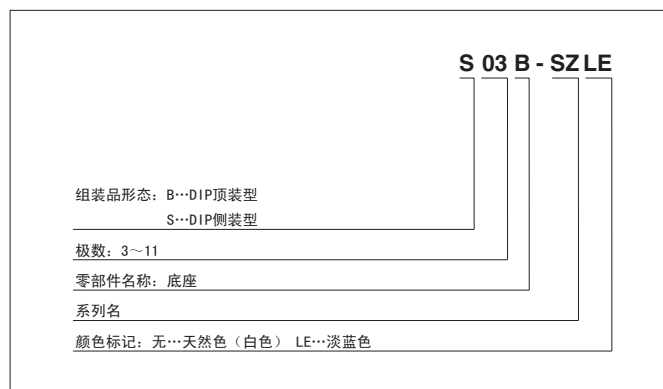 S 03 B - SZ LE
组装品形态：B…DIP顶装型
S…DIP侧装型
极数：3～11
零部件名称：底座
系列名
颜色标记：无…天然色（白色） LE…淡蓝色